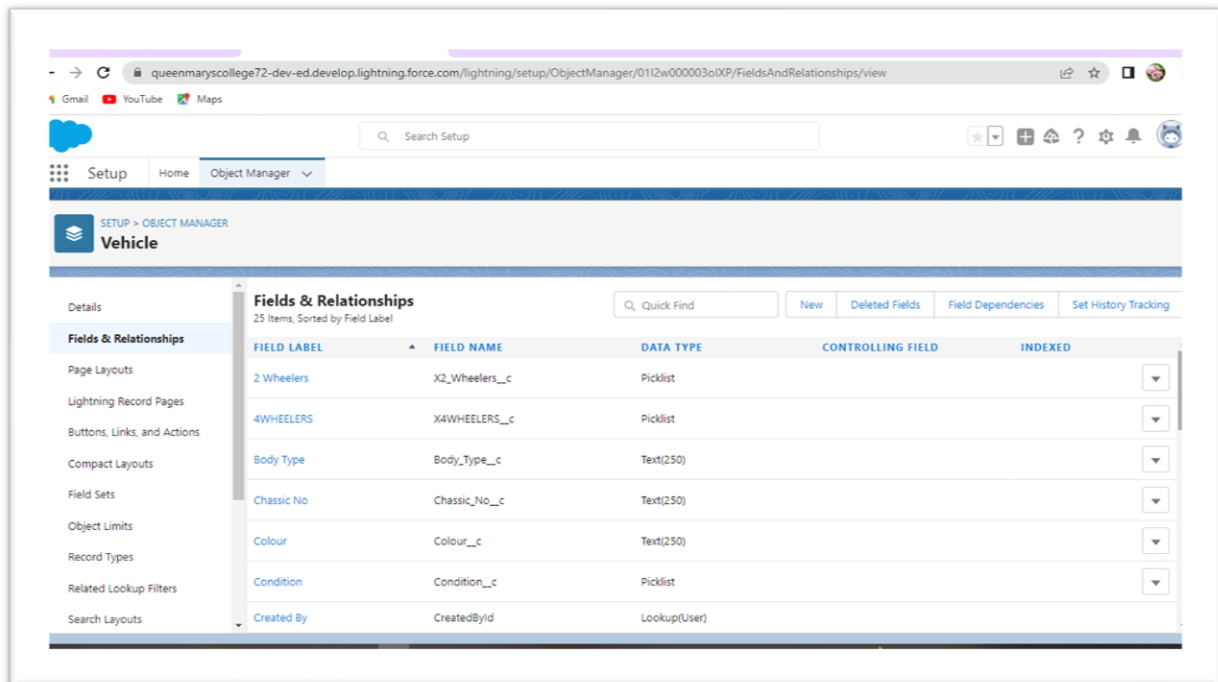 queenmaryscollege72-dev-ed.develop.lightning.force.com/lightning/setup/ObjectManager/01I2w000003oIXP/FieldsAndRelationships/view
Gmail YouTube Maps
Search Setup
Setup Home Object Manager
SETUP > OBJECT MANAGER
Vehicle
Details
Fields & Relationships
Page Layouts
Lightning Record Pages
Buttons, Links, and Actions
Compact Layouts
Field Sets
Object Limits
Record Types
Related Lookup Filters
Search Layouts
Fields & Relationships
25 Items, Sorted by Field Label
Quick Find New Deleted Fields Field Dependencies Set History Tracking
FIELD LABEL FIELD NAME DATA TYPE CONTROLLING FIELD INDEXED
2 Wheelers X2_Wheelers__c Picklist
4WHEELERS X4WHEELERS__c Picklist
Body Type Body_Type__c Text(250)
Chassic No Chassic_No__c Text(250)
Colour Colour__c Text(250)
Condition Condition__c Picklist
Created By CreatedById Lookup(User)